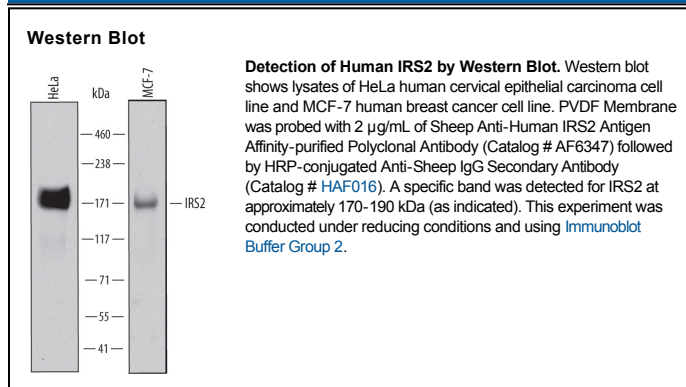 Western Blot
HeLa
kDa
MCF-7
460
238
171
IRS2
117
71
55
41
Detection of Human IRS2 by Western Blot. Western blot
shows lysates of HeLa human cervical epithelial carcinoma cell
line and MCF-7 human breast cancer cell line. PVDF Membrane
was probed with 2 µg/mL of Sheep Anti-Human IRS2 Antigen
Affinity-purified Polyclonal Antibody (Catalog # AF6347) followed
by HRP-conjugated Anti-Sheep IgG Secondary Antibody
(Catalog # HAF016). A specific band was detected for IRS2 at
approximately 170-190 kDa (as indicated). This experiment was
conducted under reducing conditions and using Immunoblot
Buffer Group 2.